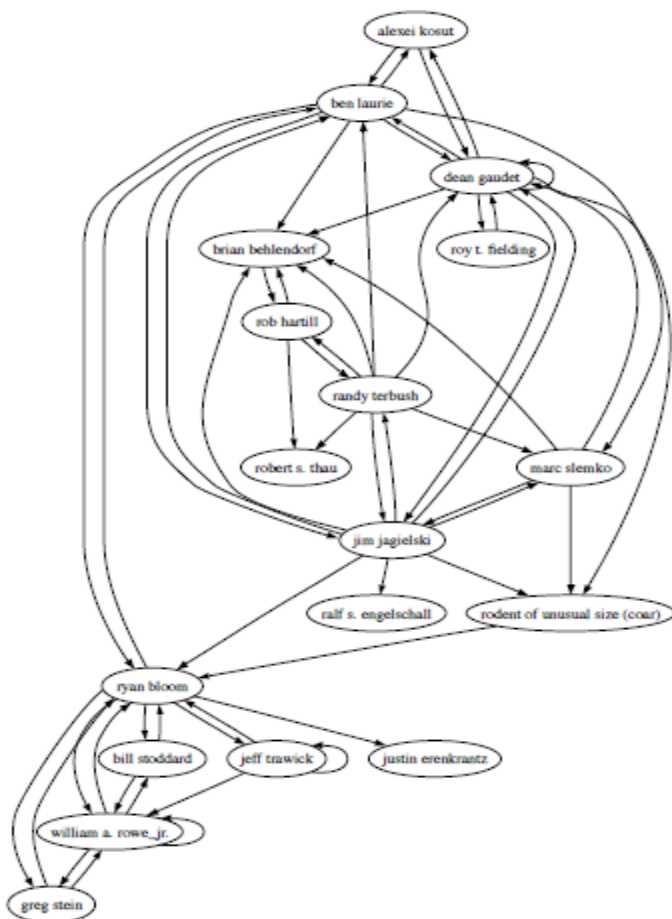 alexei kosut
ben laurie
dean gaudet
brian behlendorf
roy t. fielding
rob hartill
randy terbush
robert s. thau
marc slemko
jim jagielski
ralf s. engelschall
rodent of unusual size (coar)
ryan bloom
bill stoddard
jeff trawick
justin erenkrantz
william a. rowe_jr.
greg stein